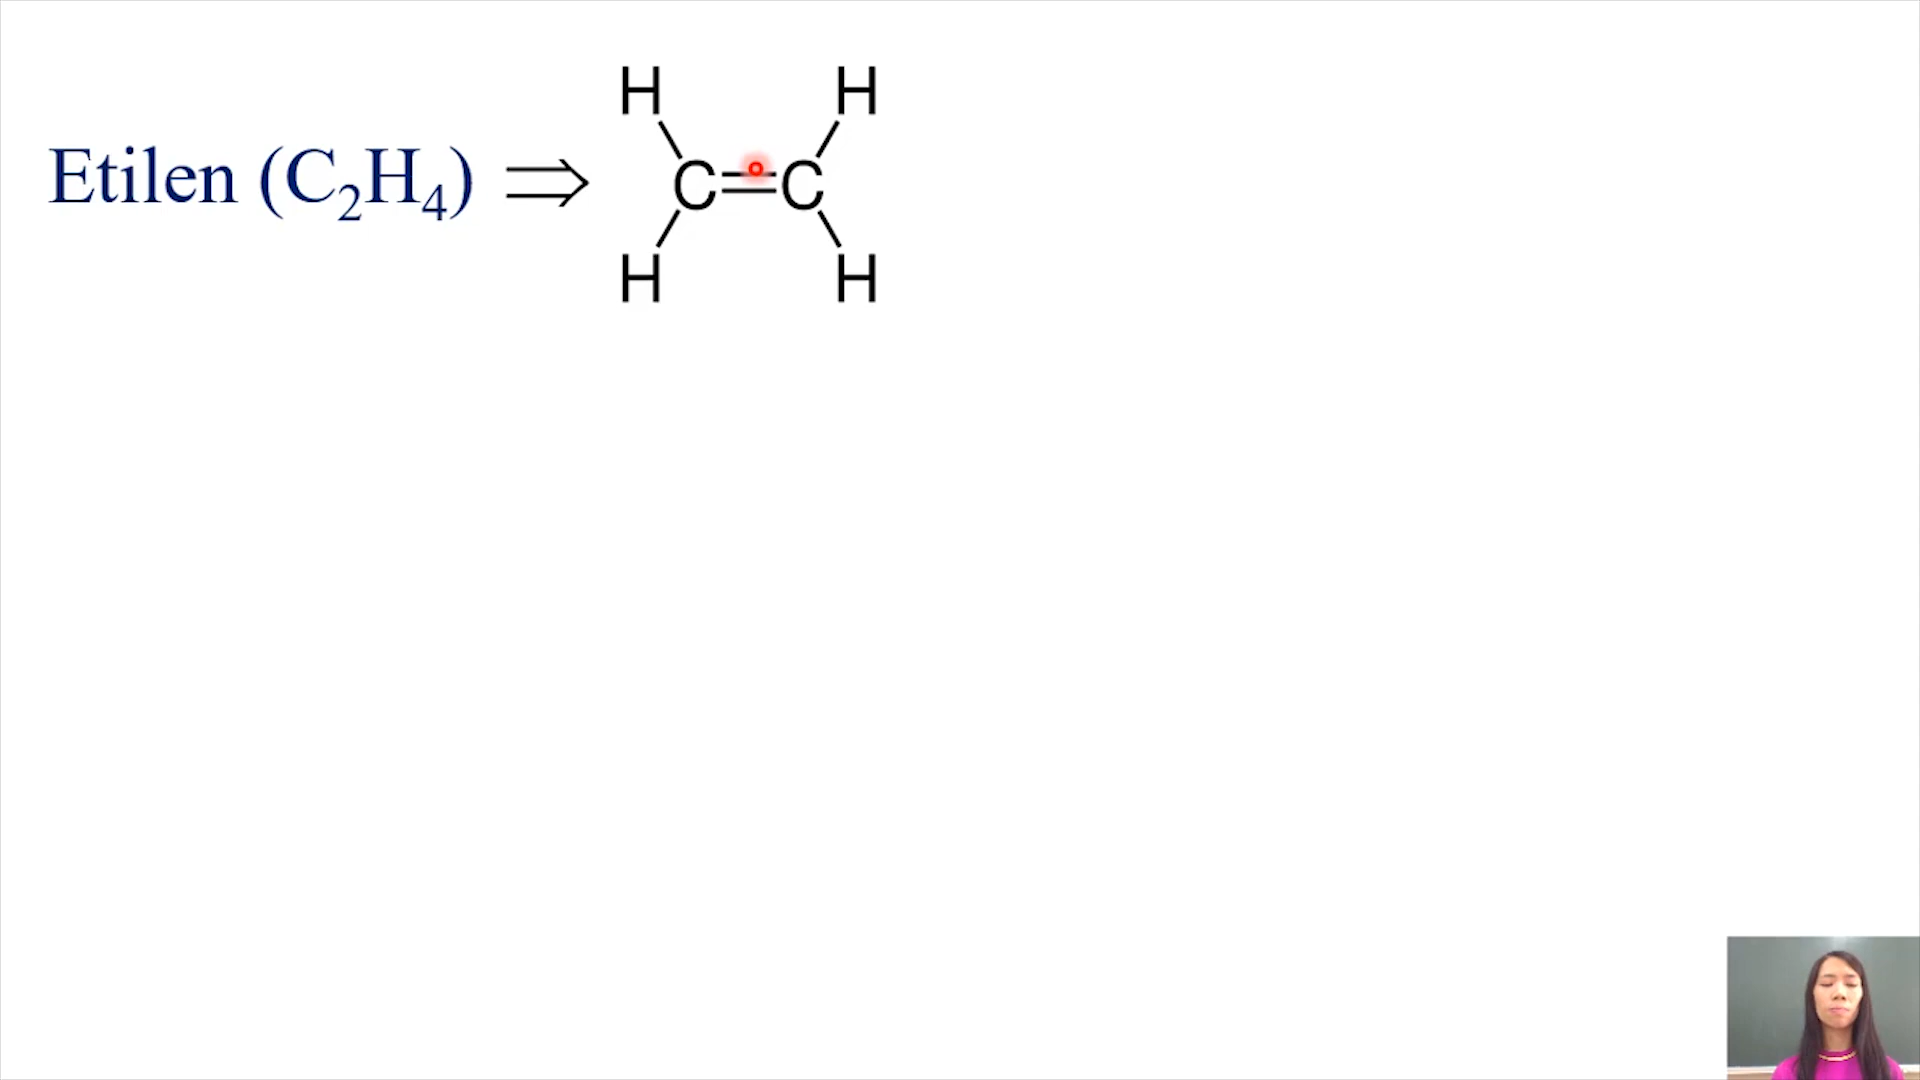 H H
Etilen (C₂H₄) ⇒ C=C
H H